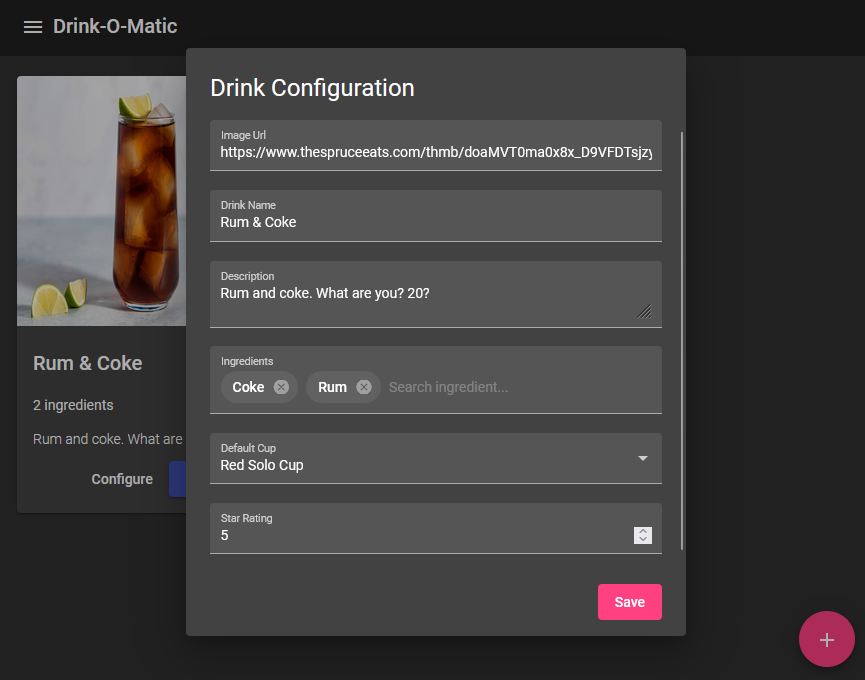 Drink-O-Matic
Drink Configuration
Image Url
https://www.thespruceeats.com/thmb/doaMVT0ma0x8x_D9VFDTsjzy
Drink Name
Rum & Coke
Description
Rum and coke. What are you? 20?
Ingredients
Coke Rum Search ingredient...
Default Cup
Red Solo Cup
Star Rating
5
Save
Rum & Coke
2 ingredients
Rum and coke. What are
Configure